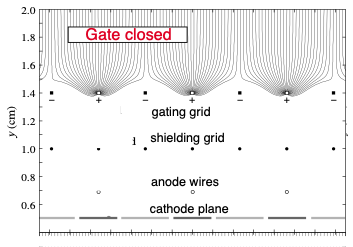 2.0
Gate closed
1.8
1.6
1.4
− + − + − + −
gating grid
1.2
y (cm)
shielding grid
1.0
anode wires
0.8
cathode plane
0.6